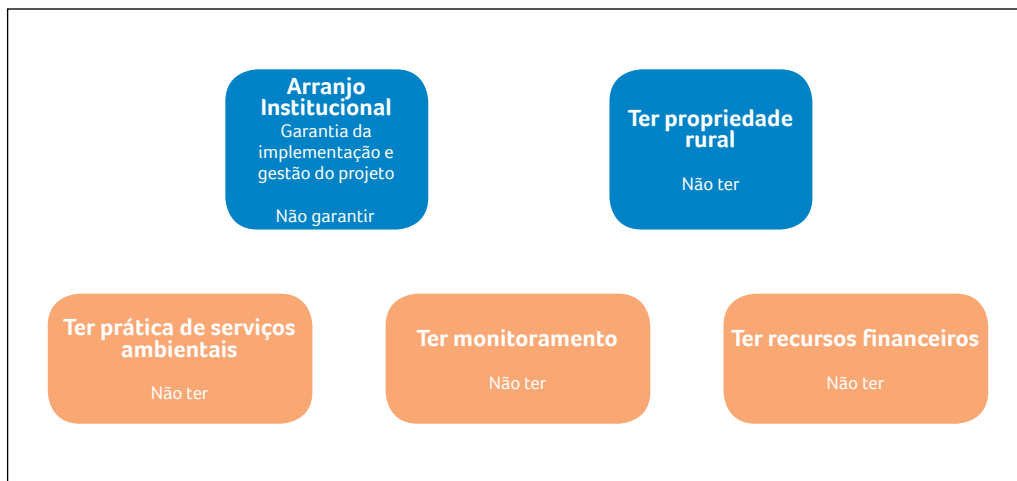 Arranjo
Institucional
Garantia da
implementação e
gestão do projeto
Não garantir
Ter propriedade
rural
Não ter
Ter prática de serviços
ambientais
Não ter
Ter monitoramento
Não ter
Ter recursos financeiros
Não ter